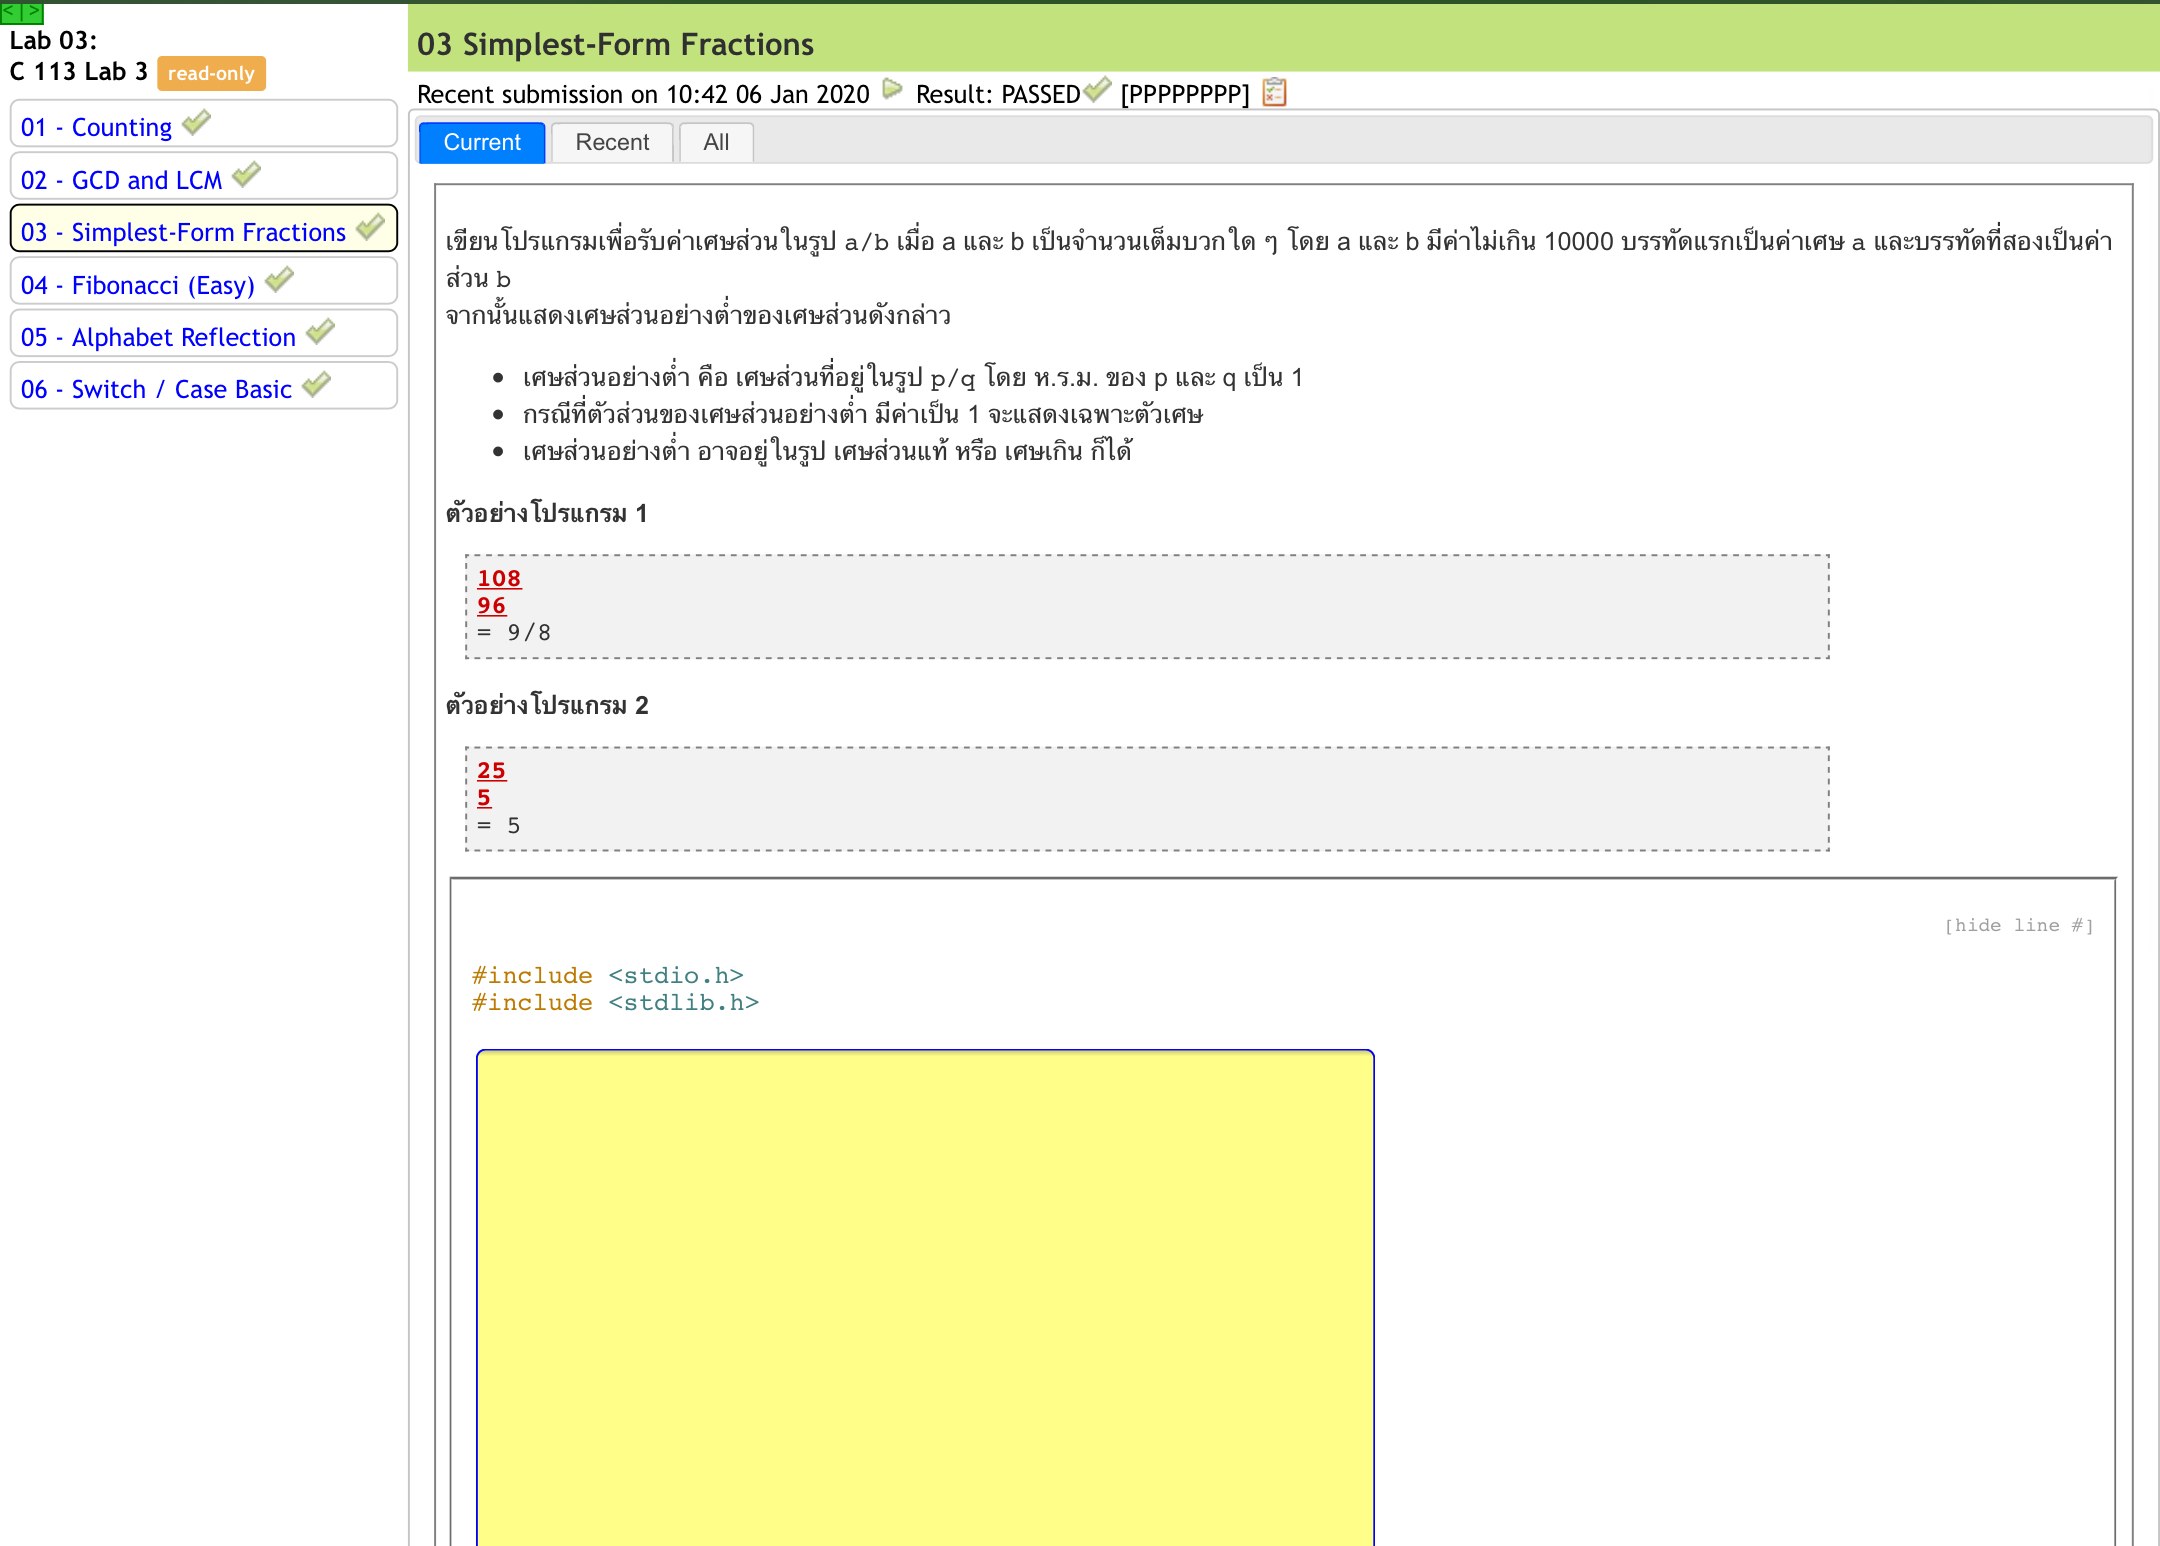 <|>
Lab 03:
C 113 Lab 3 read-only
01 - Counting
02 - GCD and LCM
03 - Simplest-Form Fractions
04 - Fibonacci (Easy)
05 - Alphabet Reflection
06 - Switch / Case Basic
03 Simplest-Form Fractions
Recent submission on 10:42 06 Jan 2020 Result: PASSED [PPPPPPPP]
Current Recent All
เขียนโปรแกรมเพื่อรับค่าเศษส่วนในรูป a/b เมื่อ a และ b เป็นจำนวนเต็มบวกใด ๆ โดย a และ b มีค่าไม่เกิน 10000 บรรทัดแรกเป็นค่าเศษ a และบรรทัดที่สองเป็นค่า
ส่วน b
จากนั้นแสดงเศษส่วนอย่างต่ำของเศษส่วนดังกล่าว
• เศษส่วนอย่างต่ำ คือ เศษส่วนที่อยู่ในรูป p/q โดย ห.ร.ม. ของ p และ q เป็น 1
• กรณีที่ตัวส่วนของเศษส่วนอย่างต่ำ มีค่าเป็น 1 จะแสดงเฉพาะตัวเศษ
• เศษส่วนอย่างต่ำ อาจอยู่ในรูป เศษส่วนแท้ หรือ เศษเกิน ก็ได้
ตัวอย่างโปรแกรม 1
108
96
= 9/8
ตัวอย่างโปรแกรม 2
25
5
= 5
[hide line #]
#include <stdio.h>
#include <stdlib.h>